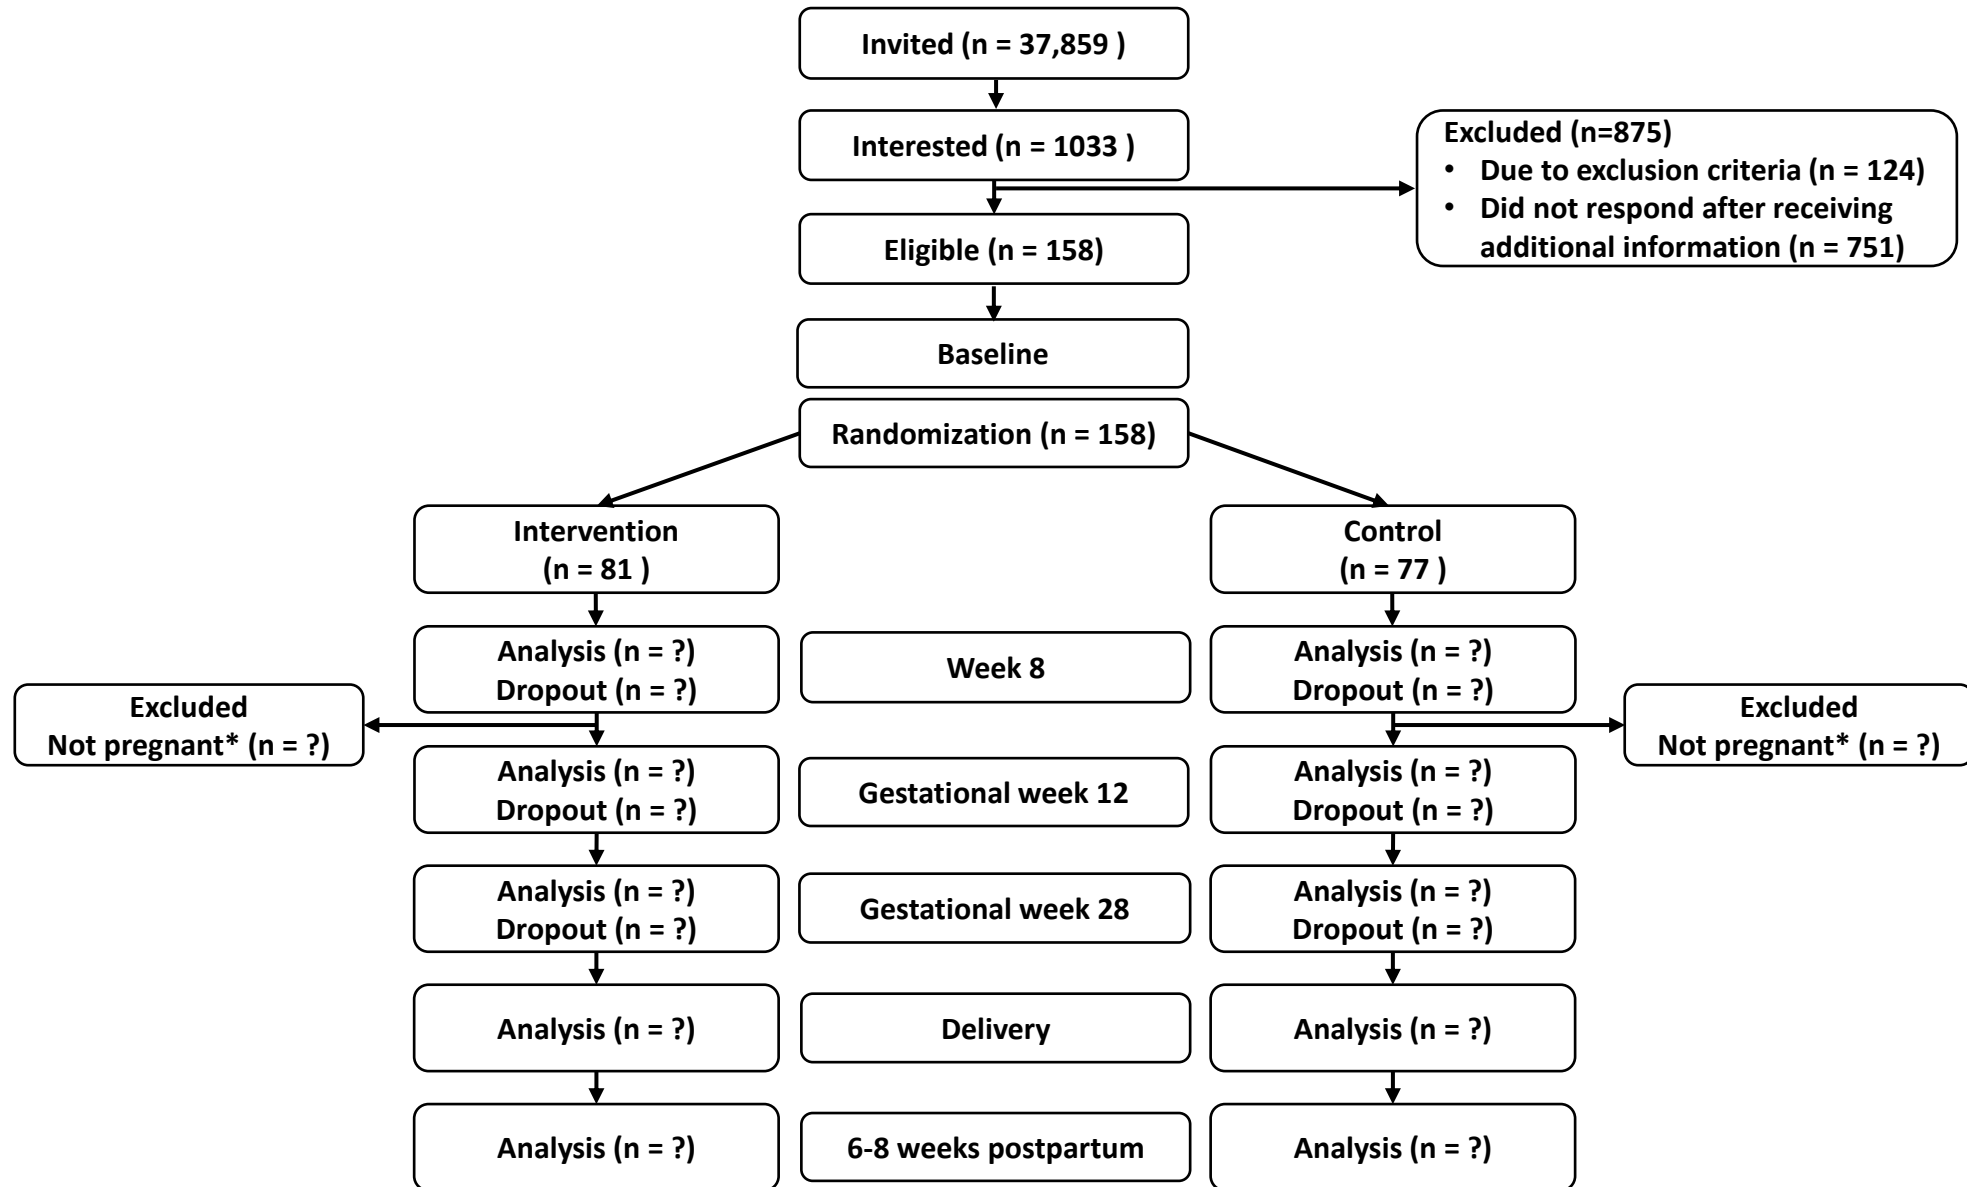 Invited (n = 37,859 )
Interested (n = 1033 )
Excluded (n=875)
• Due to exclusion criteria (n = 124)
• Did not respond after receiving
additional information (n = 751)
Eligible (n = 158)
Baseline
Randomization (n = 158)
Intervention
(n = 81 )
Control
(n = 77 )
Analysis (n = ?)
Dropout (n = ?)
Week 8
Analysis (n = ?)
Dropout (n = ?)
Excluded
Not pregnant* (n = ?)
Excluded
Not pregnant* (n = ?)
Analysis (n = ?)
Dropout (n = ?)
Gestational week 12
Analysis (n = ?)
Dropout (n = ?)
Analysis (n = ?)
Dropout (n = ?)
Gestational week 28
Analysis (n = ?)
Dropout (n = ?)
Analysis (n = ?)
Delivery
Analysis (n = ?)
Analysis (n = ?)
6-8 weeks postpartum
Analysis (n = ?)